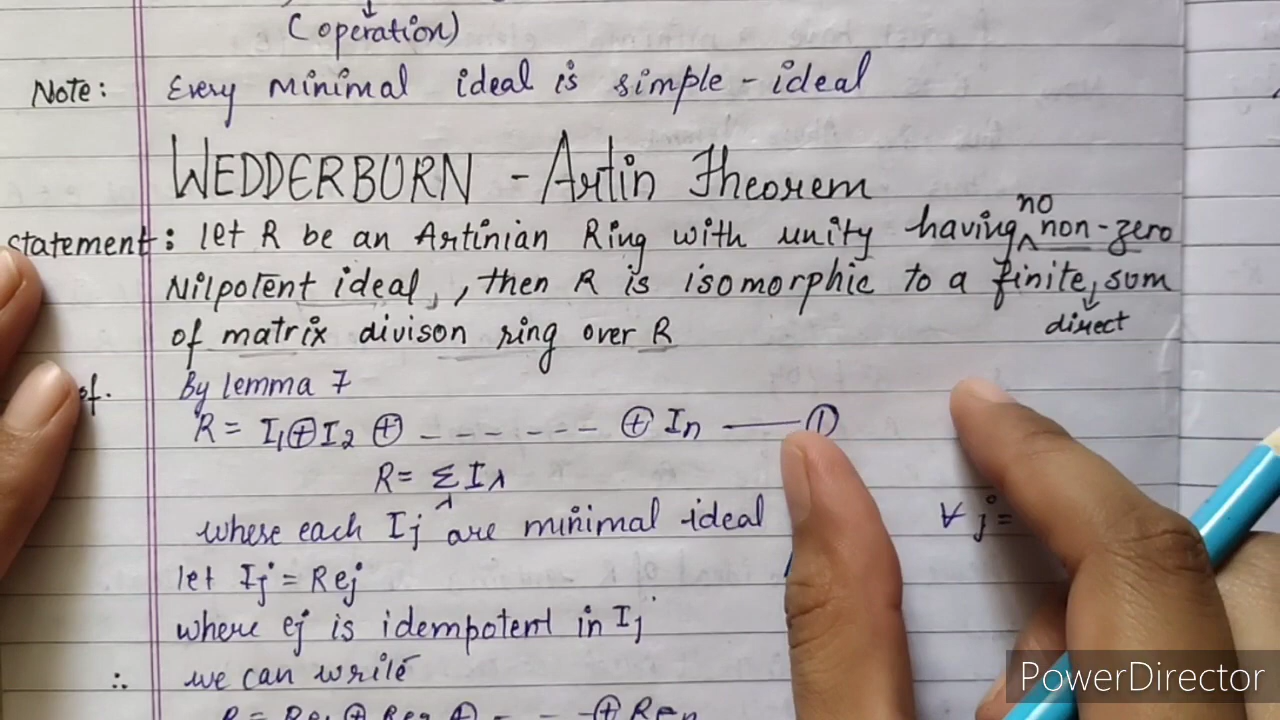 (operation)
Note: Every minimal ideal is simple-ideal
WEDDERBURN - Artin Theorem
statement: let R be an Artinian Ring with unity having ^ no non-zero
Nilpotent ideal, , then R is isomorphic to a finite, sum
direct
of matrix divison ring over R
By lemma 7
R = I₁ ⊕ I₂ ⊕ ------- ⊕ In —— ①
R = Σ Iλ
λ
where each Ij are minimal ideal ∀ j =
let Ij = Rej
where ej is idempotent in Ij
∴ we can write
R = Re₁ ⊕ Re₂ ⊕ - - - ⊕ Ren
PowerDirector